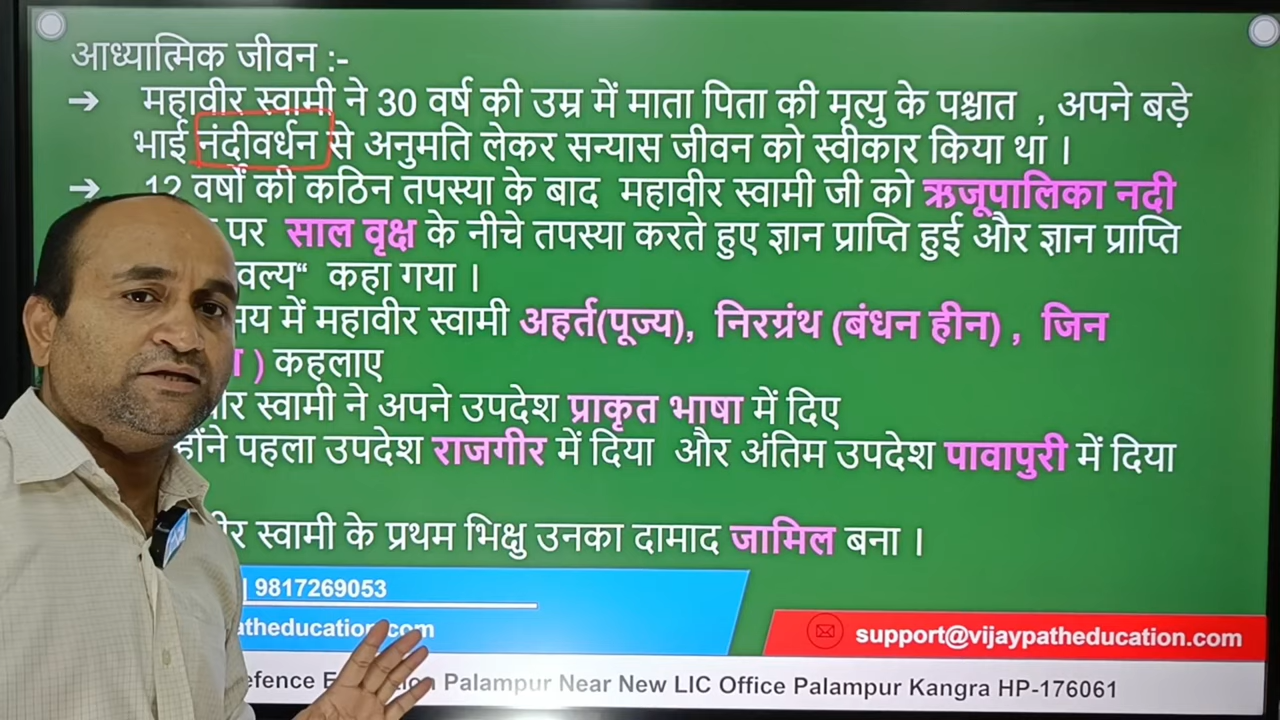 आध्यात्मिक जीवन :-
➔ महावीर स्वामी ने 30 वर्ष की उम्र में माता पिता की मृत्यु के पश्चात , अपने बड़े
भाई नंदीवर्धन से अनुमति लेकर सन्यास जीवन को स्वीकार किया था ।
➔ 12 वर्षों की कठिन तपस्या के बाद महावीर स्वामी जी को ऋजूपालिका नदी
पर साल वृक्ष के नीचे तपस्या करते हुए ज्ञान प्राप्ति हुई और ज्ञान प्राप्ति
वल्य“ कहा गया ।
में महावीर स्वामी अहर्त(पूज्य), निरग्रंथ (बंधन हीन) , जिन
) कहलाए
स्वामी ने अपने उपदेश प्राकृत भाषा में दिए
पहला उपदेश राजगीर में दिया और अंतिम उपदेश पावापुरी में दिया
स्वामी के प्रथम भिक्षु उनका दामाद जामिल बना ।
| 9817269053
atheducation.com
support@vijaypatheducation.com
efence Palampur Near New LIC Office Palampur Kangra HP-176061